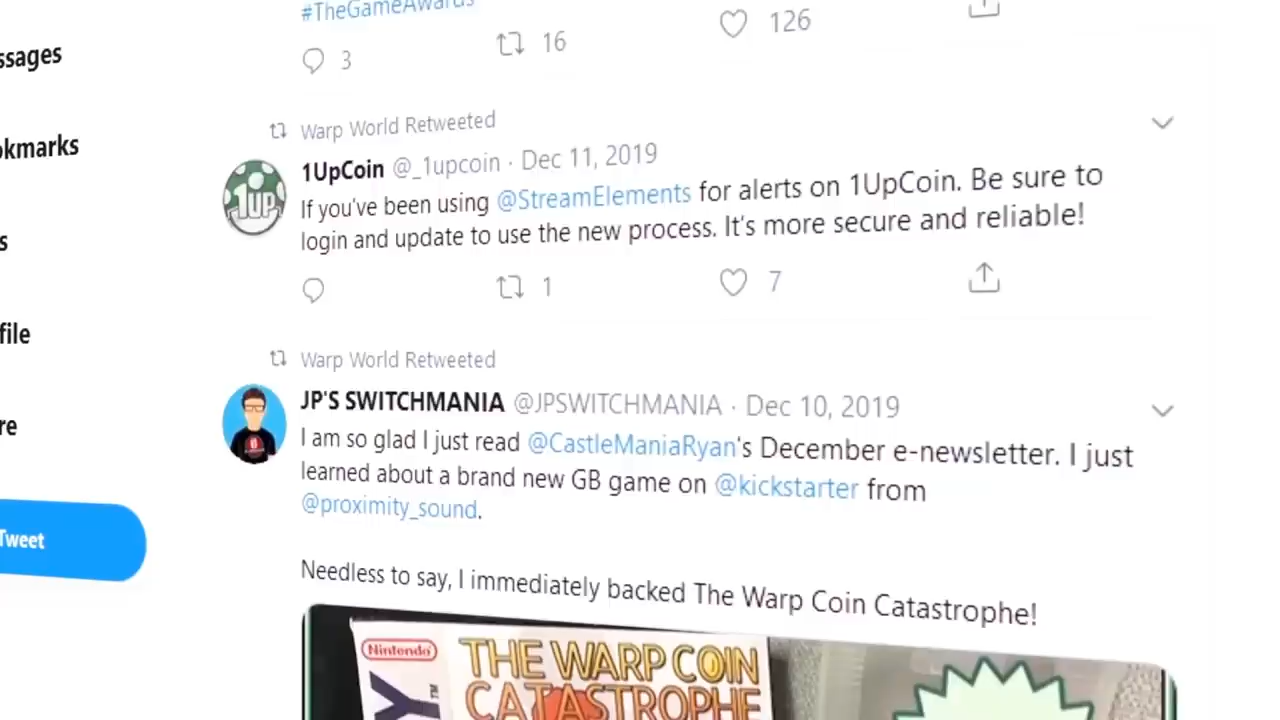 #TheGameAwards
3 16 126
ssages
okmarks
s
file
re
Tweet
Warp World Retweeted
1UpCoin @_1upcoin · Dec 11, 2019
If you've been using @StreamElements for alerts on 1UpCoin. Be sure to
login and update to use the new process. It's more secure and reliable!
1UP
1 7
Warp World Retweeted
JP'S SWITCHMANIA @JPSWITCHMANIA · Dec 10, 2019
I am so glad I just read @CastleManiaRyan's December e-newsletter. I just
learned about a brand new GB game on @kickstarter from
@proximity_sound.
Needless to say, I immediately backed The Warp Coin Catastrophe!
Nintendo
THE WARP COIN
CATASTROPHE
Y™